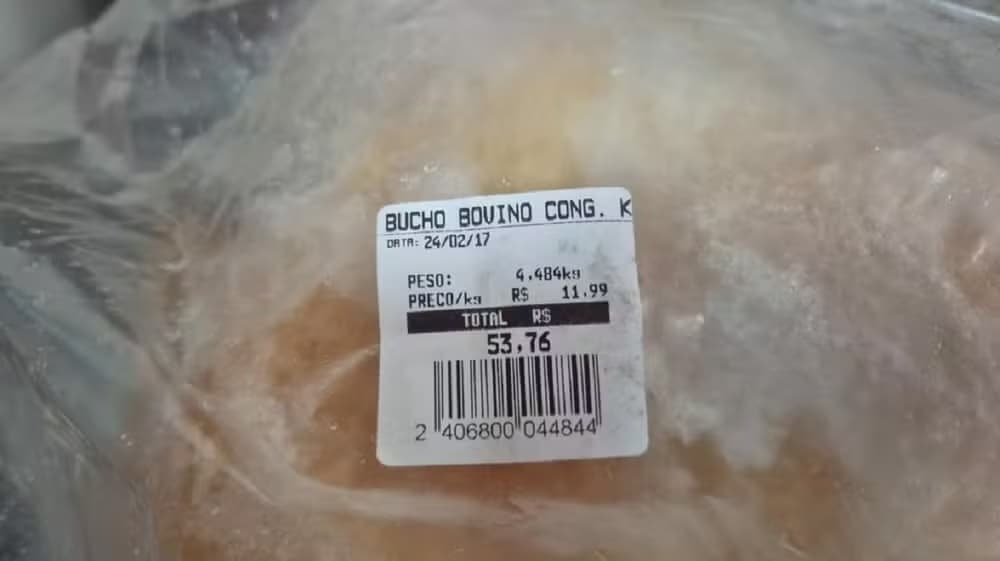 BUCHO BOVINO CONG. K
DATA: 24/02/17
PESO: 4.484kg
PRECO/kg R$ 11.99
TOTAL R$
53,76
2 406800 044844